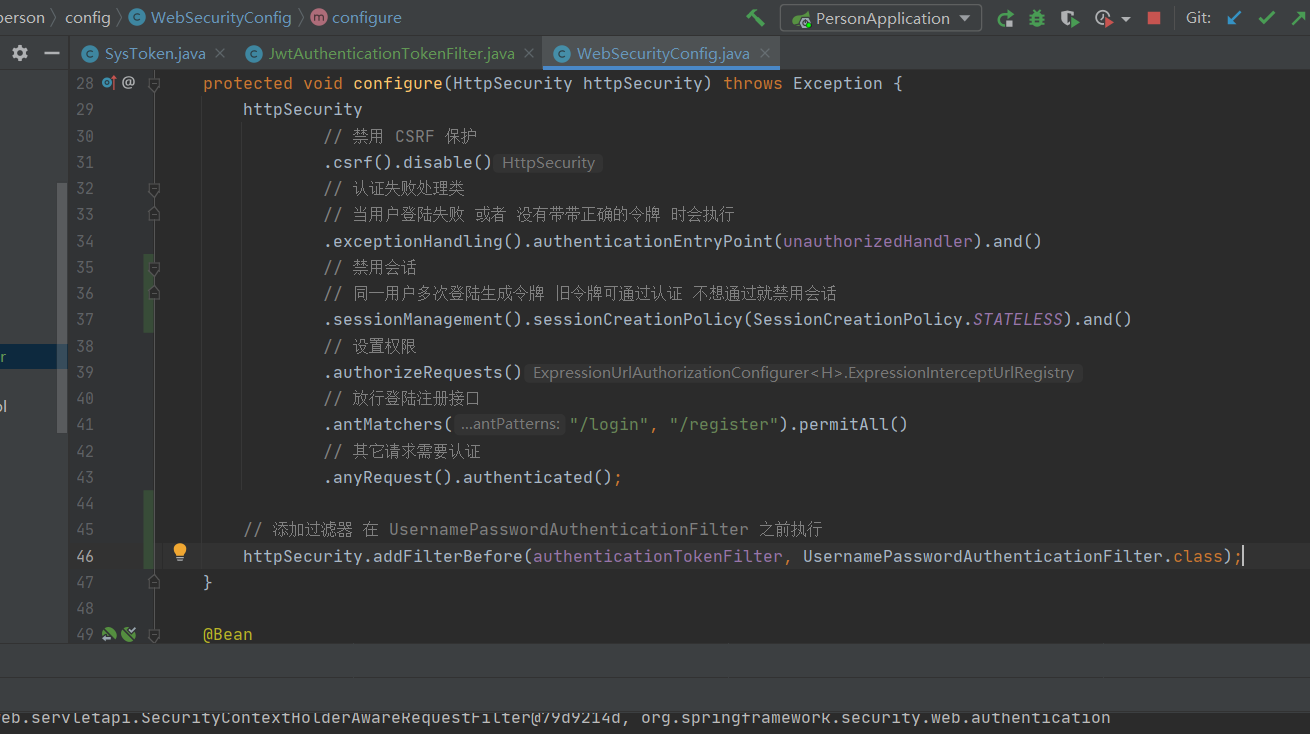 person config WebSecurityConfig configure PersonApplication Git:
SysToken.java JwtAuthenticationTokenFilter.java WebSecurityConfig.java
28 @ protected void configure(HttpSecurity httpSecurity) throws Exception {
29 httpSecurity
30 // 禁用 CSRF 保护
31 .csrf().disable() HttpSecurity
32 // 认证失败处理类
33 // 当用户登陆失败 或者 没有带带正确的令牌 时会执行
34 .exceptionHandling().authenticationEntryPoint(unauthorizedHandler).and()
35 // 禁用会话
36 // 同一用户多次登陆生成令牌 旧令牌可通过认证 不想通过就禁用会话
37 .sessionManagement().sessionCreationPolicy(SessionCreationPolicy.STATELESS).and()
38 // 设置权限
39 .authorizeRequests() ExpressionUrlAuthorizationConfigurer<H>.ExpressionInterceptUrlRegistry
40 // 放行登陆注册接口
41 .antMatchers( ...antPatterns: "/login", "/register").permitAll()
42 // 其它请求需要认证
43 .anyRequest().authenticated();
44
45 // 添加过滤器 在 UsernamePasswordAuthenticationFilter 之前执行
46 httpSecurity.addFilterBefore(authenticationTokenFilter, UsernamePasswordAuthenticationFilter.class);
47 }
48
49 @Bean
eb.servletapi.SecurityContextHolderAwareRequestFilter@79d9214d, org.springframework.security.web.authentication